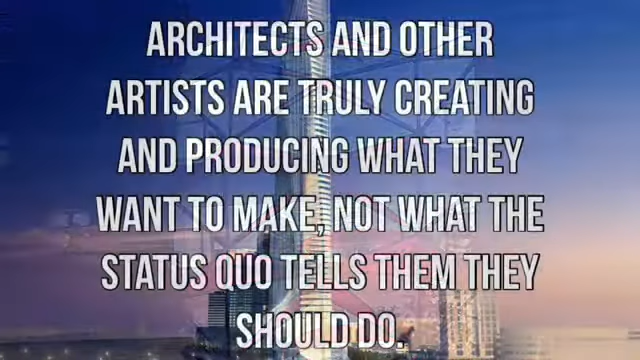 ARCHITECTS AND OTHER
ARTISTS ARE TRULY CREATING
AND PRODUCING WHAT THEY
WANT TO MAKE, NOT WHAT THE
STATUS QUO TELLS THEM THEY
SHOULD DO.